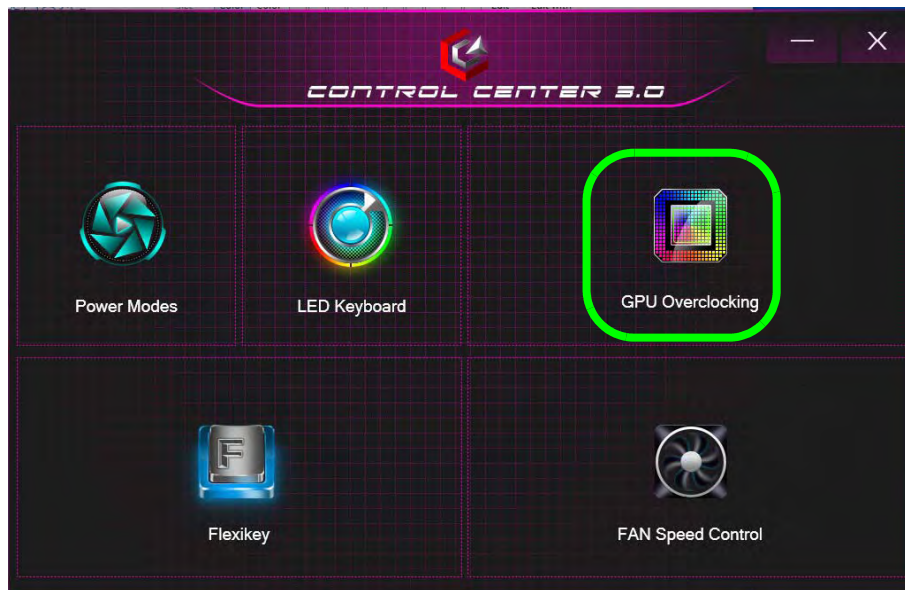 CONTROL CENTER 3.0
Power Modes
LED Keyboard
GPU Overclocking
F
Flexikey
FAN Speed Control